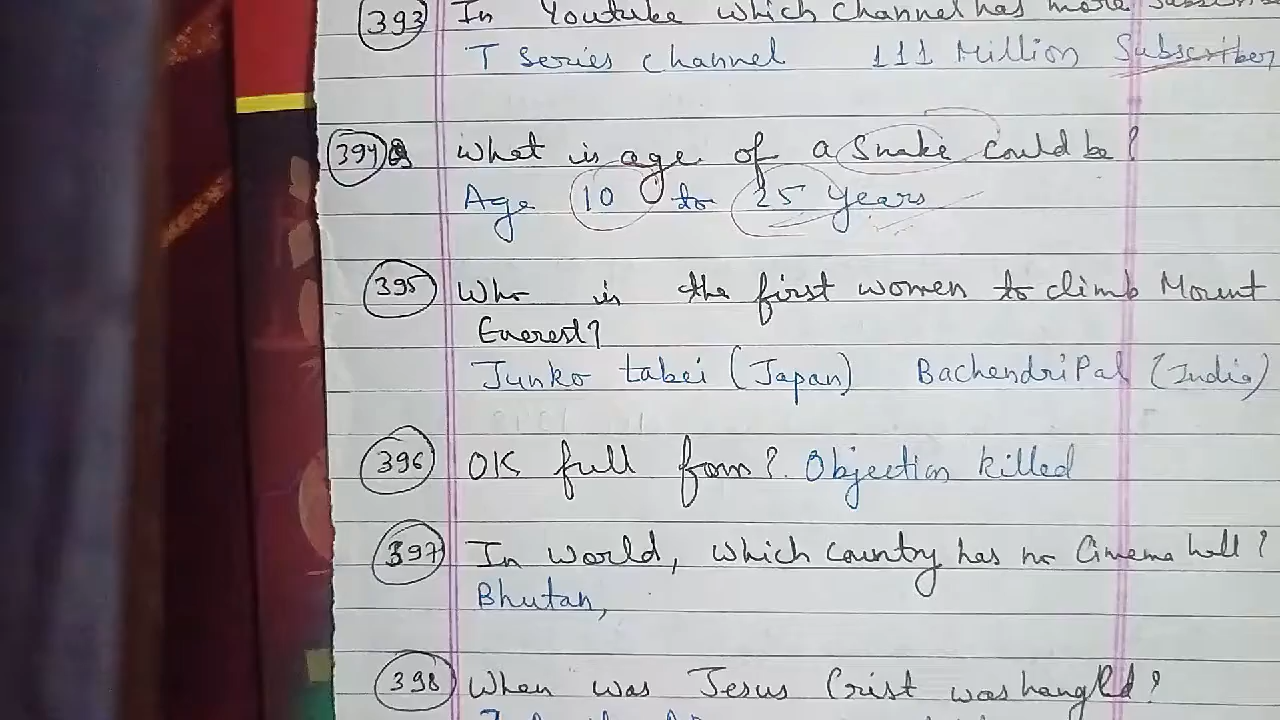 393 In Youtube which channel has more
T Series channel 111 Million Subscriber
394 What is age of a Snake could be?
Age 10 to 25 Years
395 Who is the first women to climb Mount
Everest?
Junko tabei (Japan) Bachendri Pal (India)
396 OK full form? Objection killed
397 In world, which country has no Cinema hall?
Bhutan,
398 When was Jesus Crist was hangled?